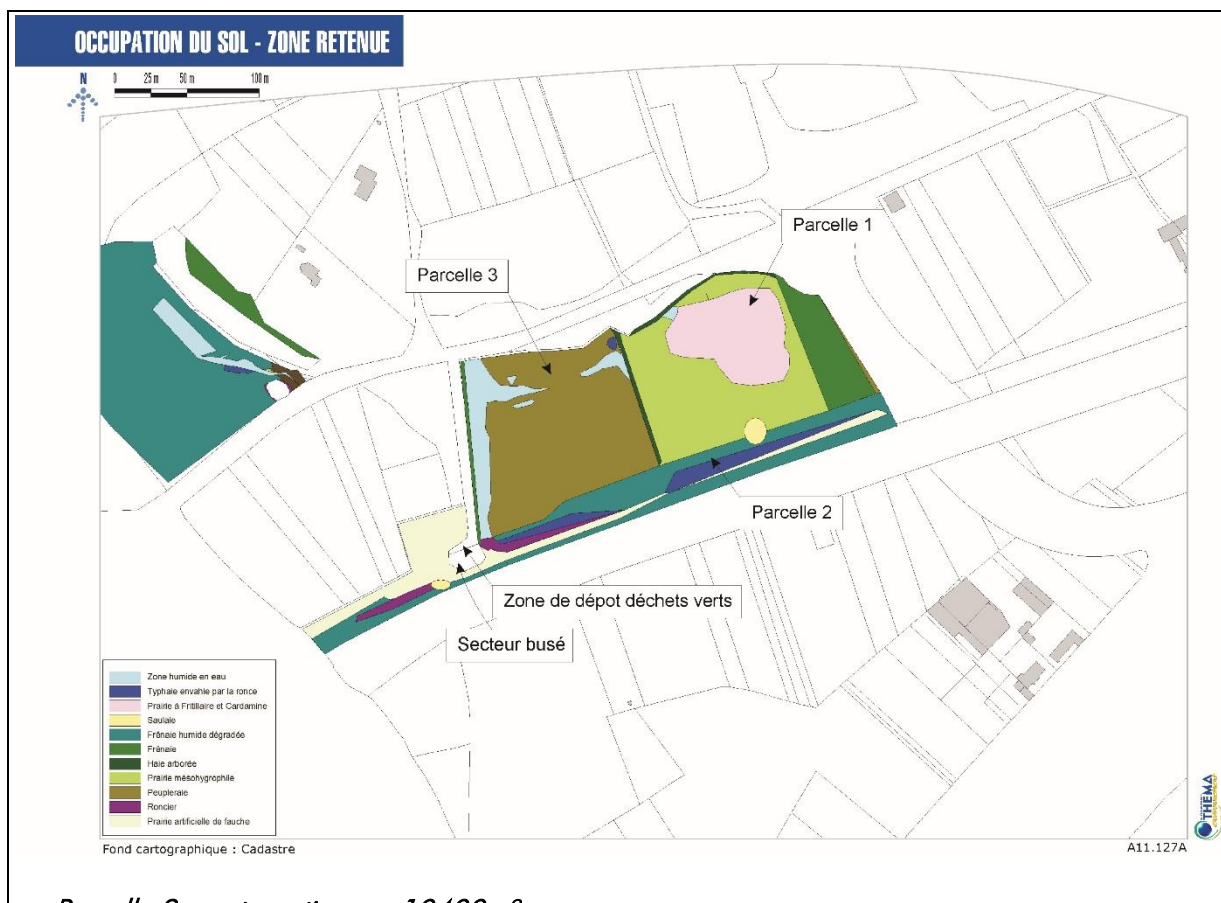 OCCUPATION DU SOL - ZONE RETENUE
N
0 25 m 50 m 100 m
Parcelle 1
Parcelle 3
Parcelle 2
Zone de dépot déchets verts
Secteur busé
Zone humide en eau
Typhaie envahie par la ronce
Prairie à Fritillaire et Cardamine
Saulaie
Frênaie humide dégradée
Frênaie
Haie arborée
Prairie mésohygrophile
Peupleraie
Roncier
Prairie artificielle de fauche
THEMA
Fond cartographique : Cadastre
A11.127A